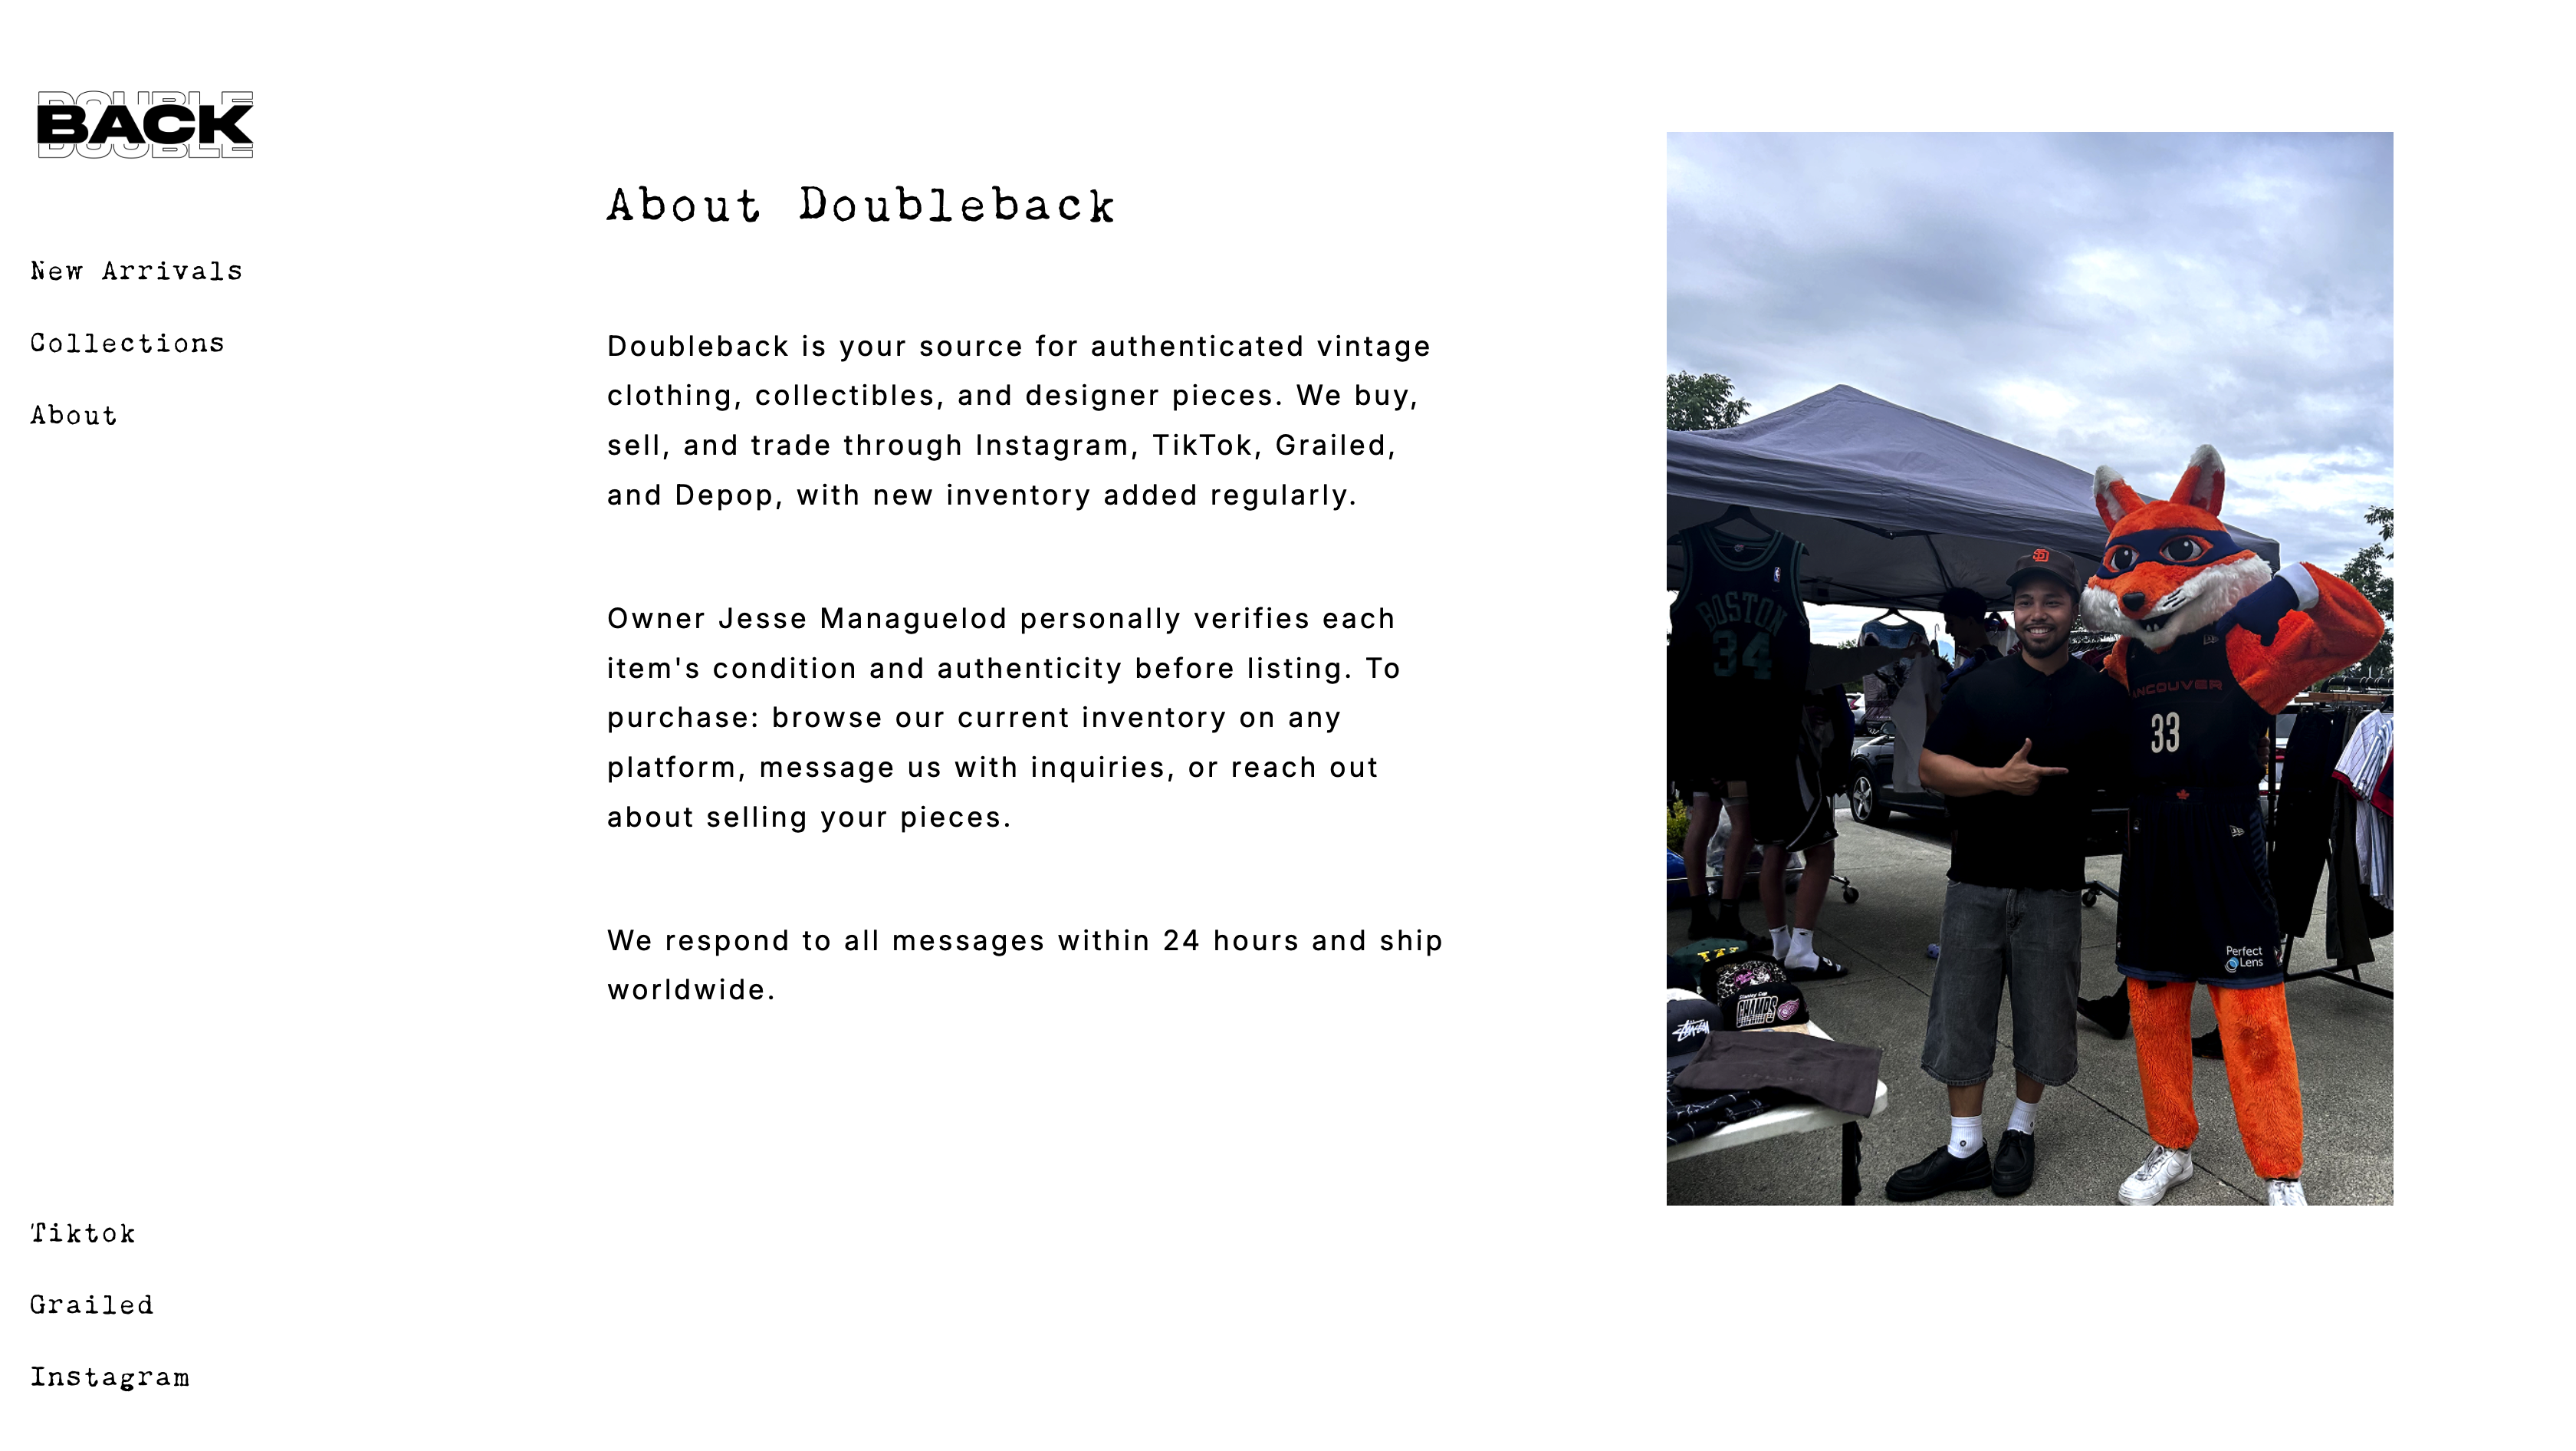 DOUBLE
BACK
DOUBLE
New Arrivals
Collections
About
About Doubleback
Doubleback is your source for authenticated vintage
clothing, collectibles, and designer pieces. We buy,
sell, and trade through Instagram, TikTok, Grailed,
and Depop, with new inventory added regularly.
Owner Jesse Managuelod personally verifies each
item's condition and authenticity before listing. To
purchase: browse our current inventory on any
platform, message us with inquiries, or reach out
about selling your pieces.
We respond to all messages within 24 hours and ship
worldwide.
Tiktok
Grailed
Instagram
SD
BOSTON
34
NCOUVER
33
Perfect
Lens
Stanley Cup
CHAMPS